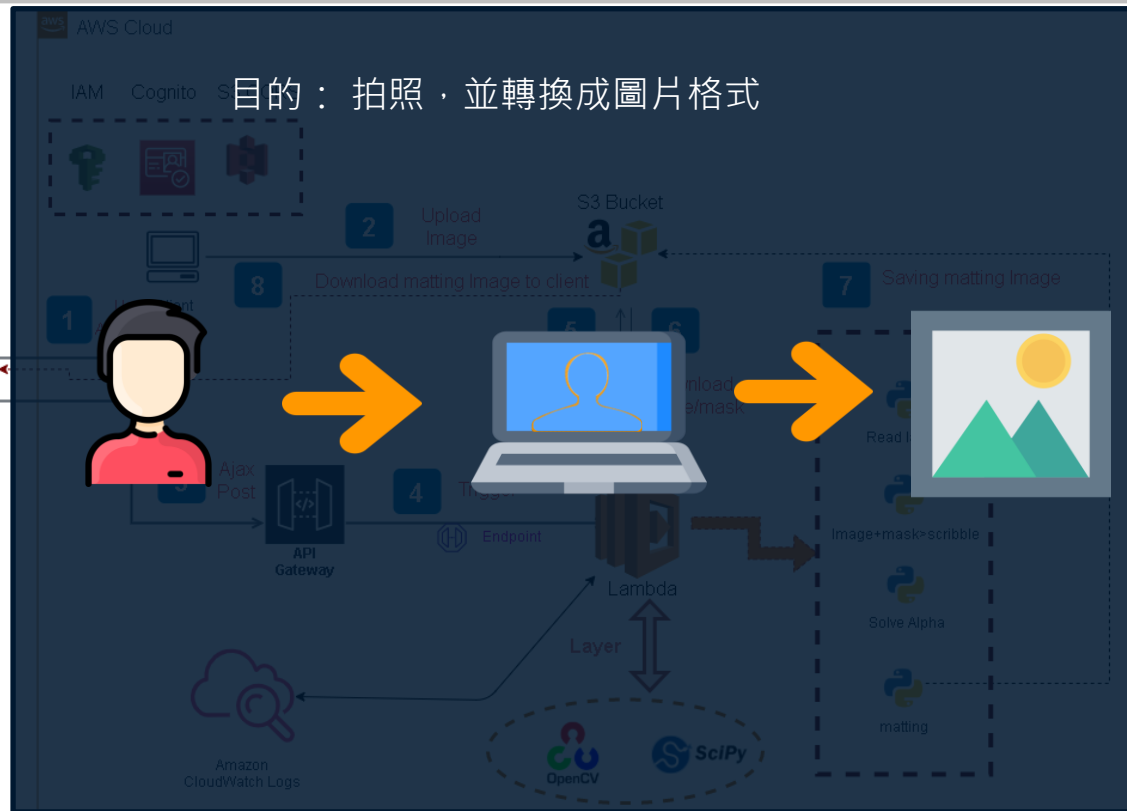 aws AWS Cloud
目的： 拍照，並轉換成圖片格式
IAM Cognito
S3 Bucket
2 Upload
Image
8 Download matting Image to client
7 Saving matting Image
1
5 6
Read
Ajax
Post
4
Endpoint
API
Gateway
Image+mask>scribble
Lambda
Solve Alpha
Layer
matting
Amazon
CloudWatch Logs
OpenCV
SciPy